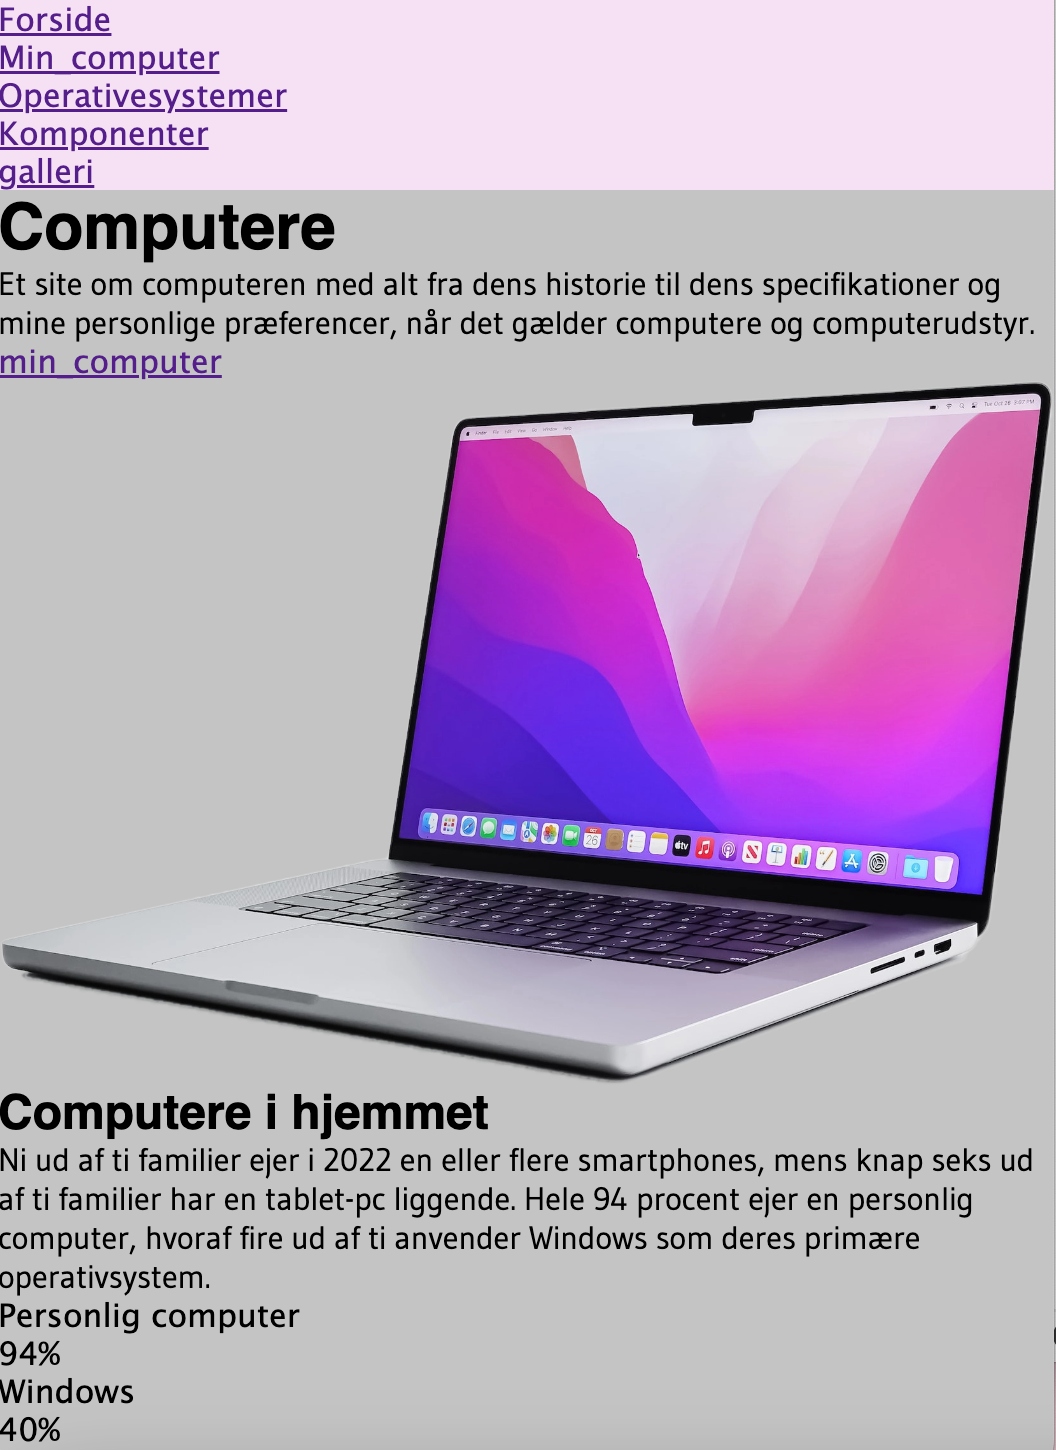 Forside
Min_computer
Operativesystemer
Komponenter
galleri
Computere
Et site om computeren med alt fra dens historie til dens specifikationer og
mine personlige præferencer, når det gælder computere og computerudstyr.
min_computer
Computere i hjemmet
Ni ud af ti familier ejer i 2022 en eller flere smartphones, mens knap seks ud
af ti familier har en tablet-pc liggende. Hele 94 procent ejer en personlig
computer, hvoraf fire ud af ti anvender Windows som deres primære
operativsystem.
Personlig computer
94%
Windows
40%